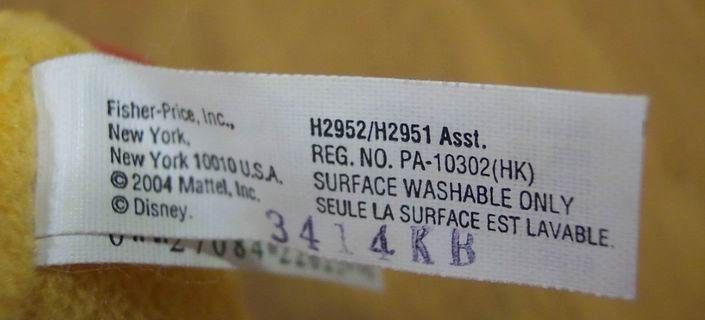 Fisher-Price, Inc.,
New York,
New York 10010 U.S.A.
© 2004 Mattel, Inc.
© Disney.
H2952/H2951 Asst.
REG. NO. PA-10302(HK)
SURFACE WASHABLE ONLY
SEULE LA SURFACE EST LAVABLE.
3414KB